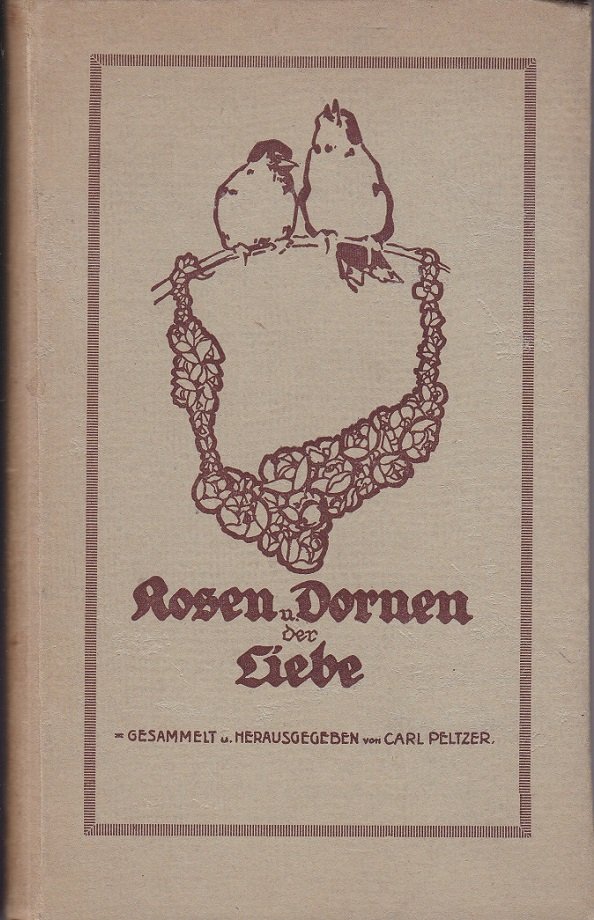 Rosen u. Dornen
der
Liebe
* GESAMMELT u. HERAUSGEGEBEN von CARL PELTZER.